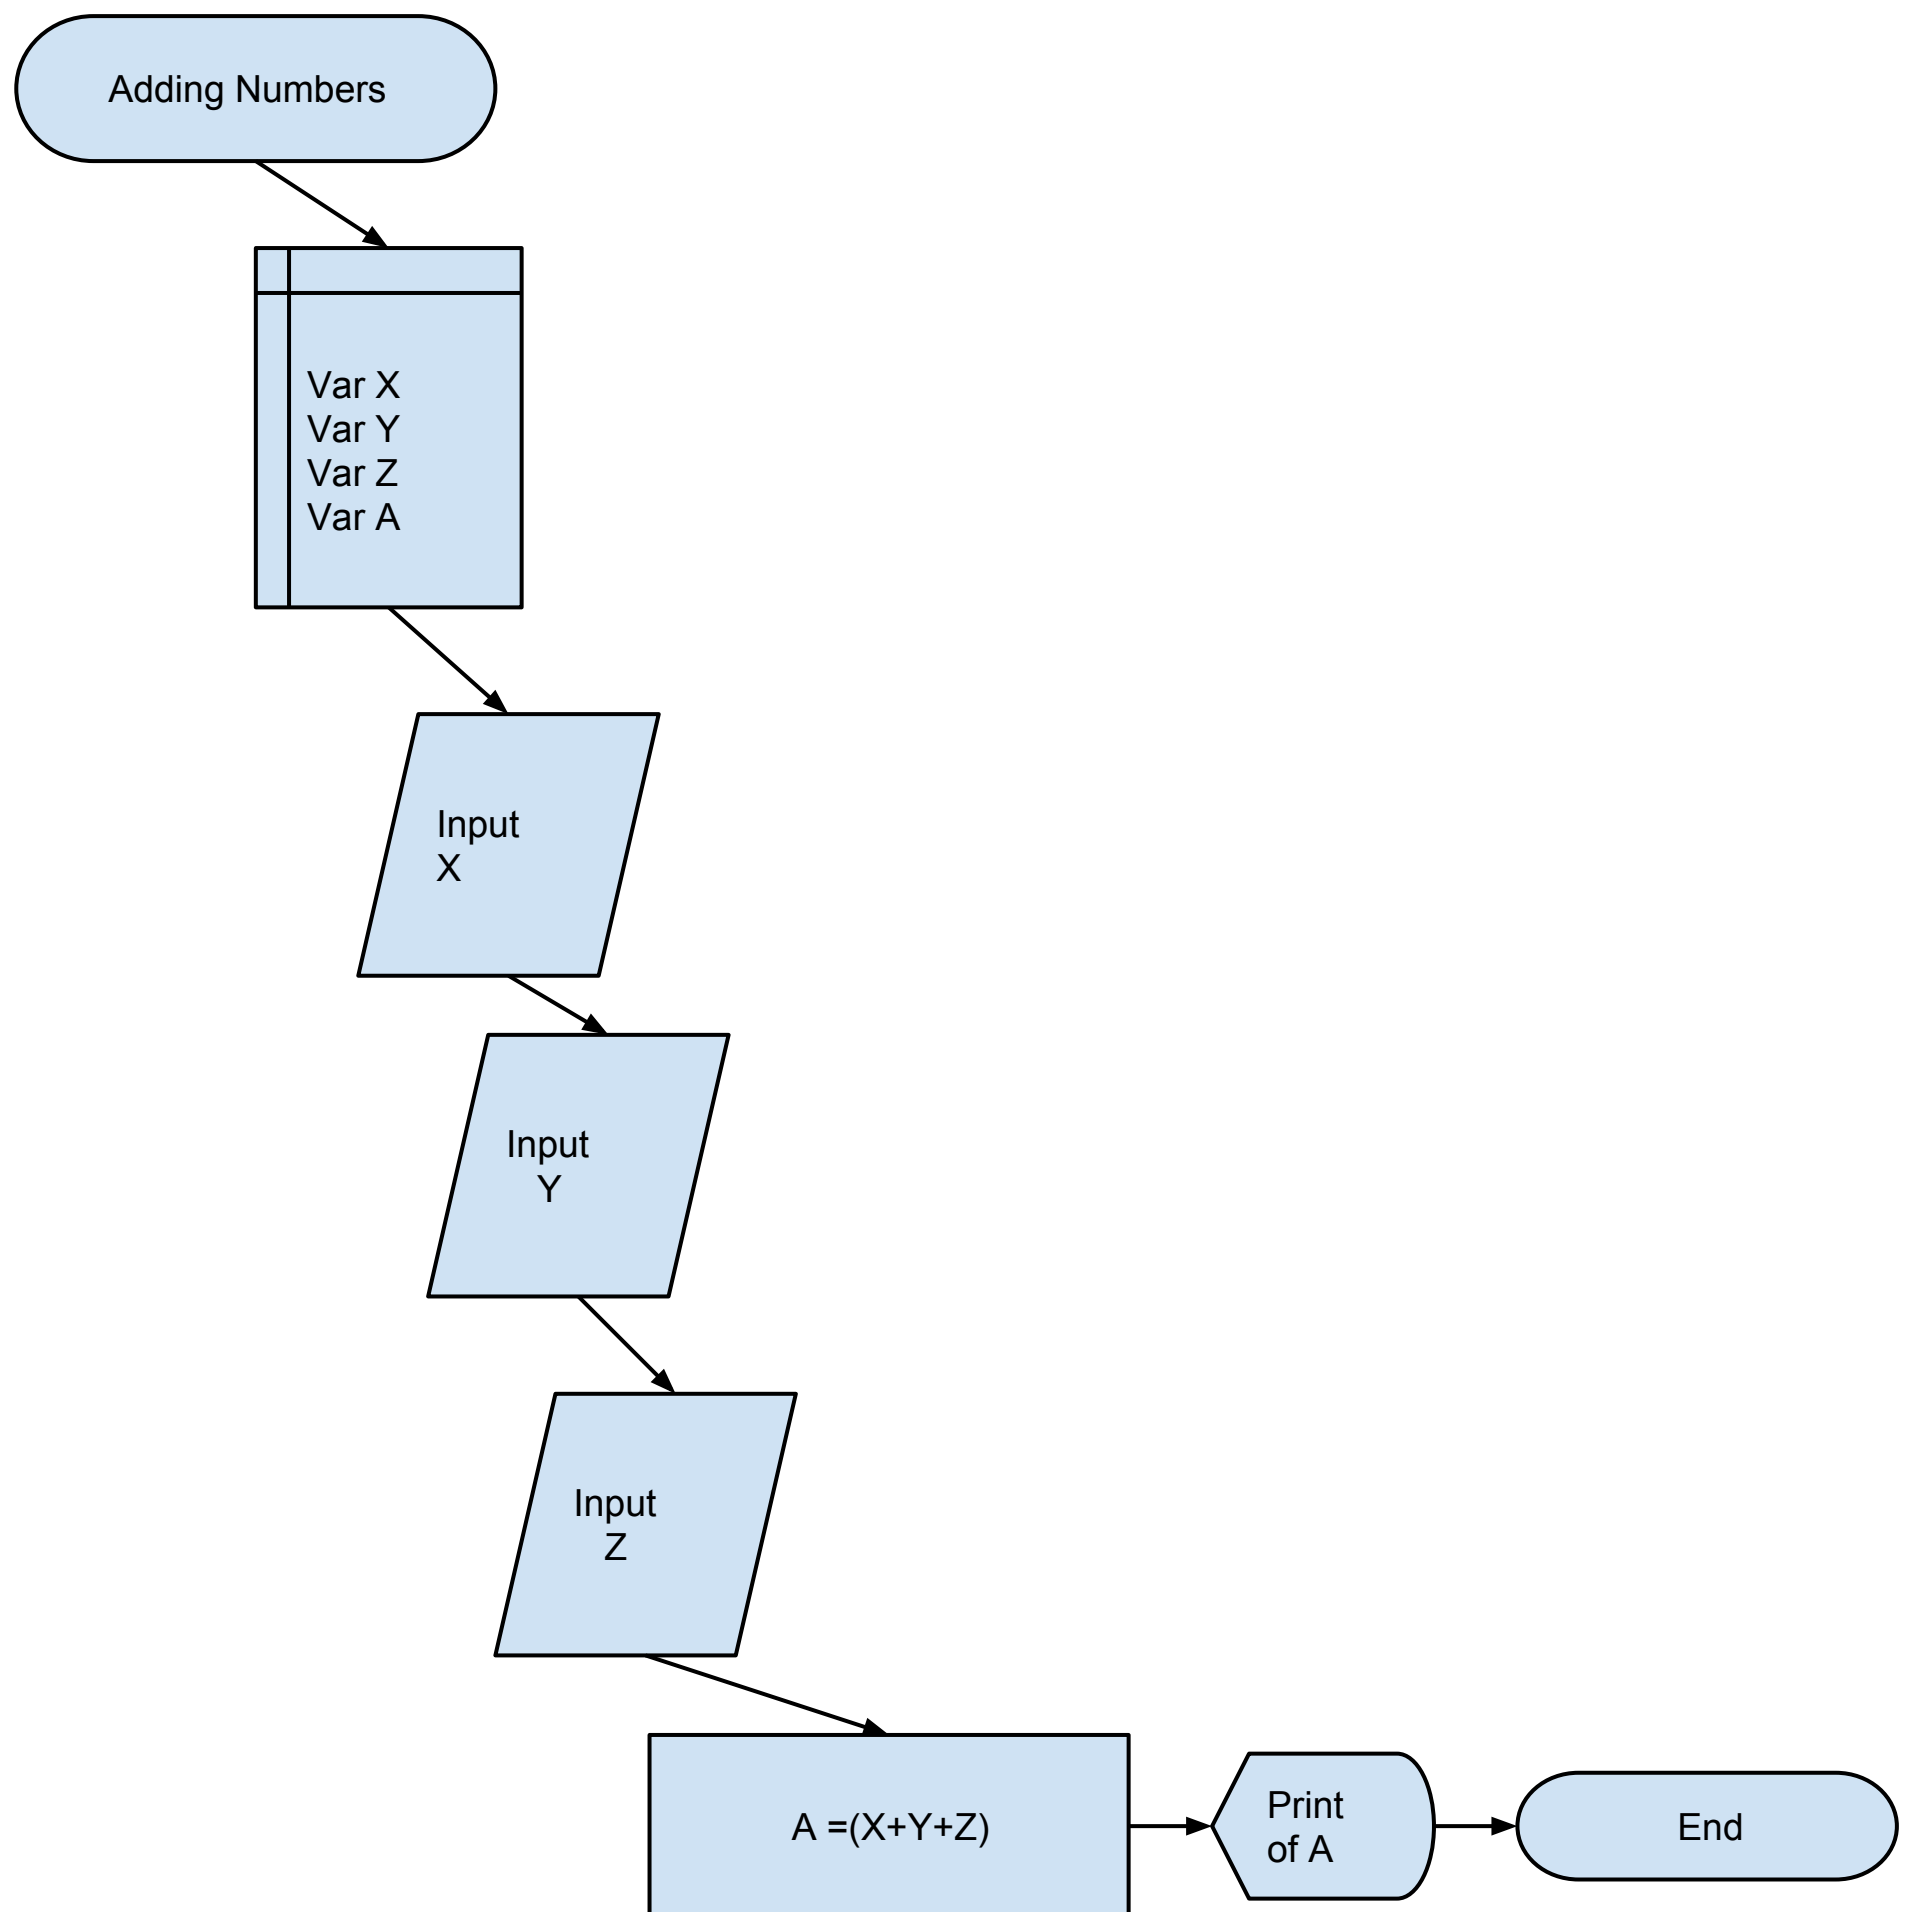 Adding Numbers
Var X
Var Y
Var Z
Var A
Input
X
Input
Y
Input
Z
A =(X+Y+Z)
Print
of A
End